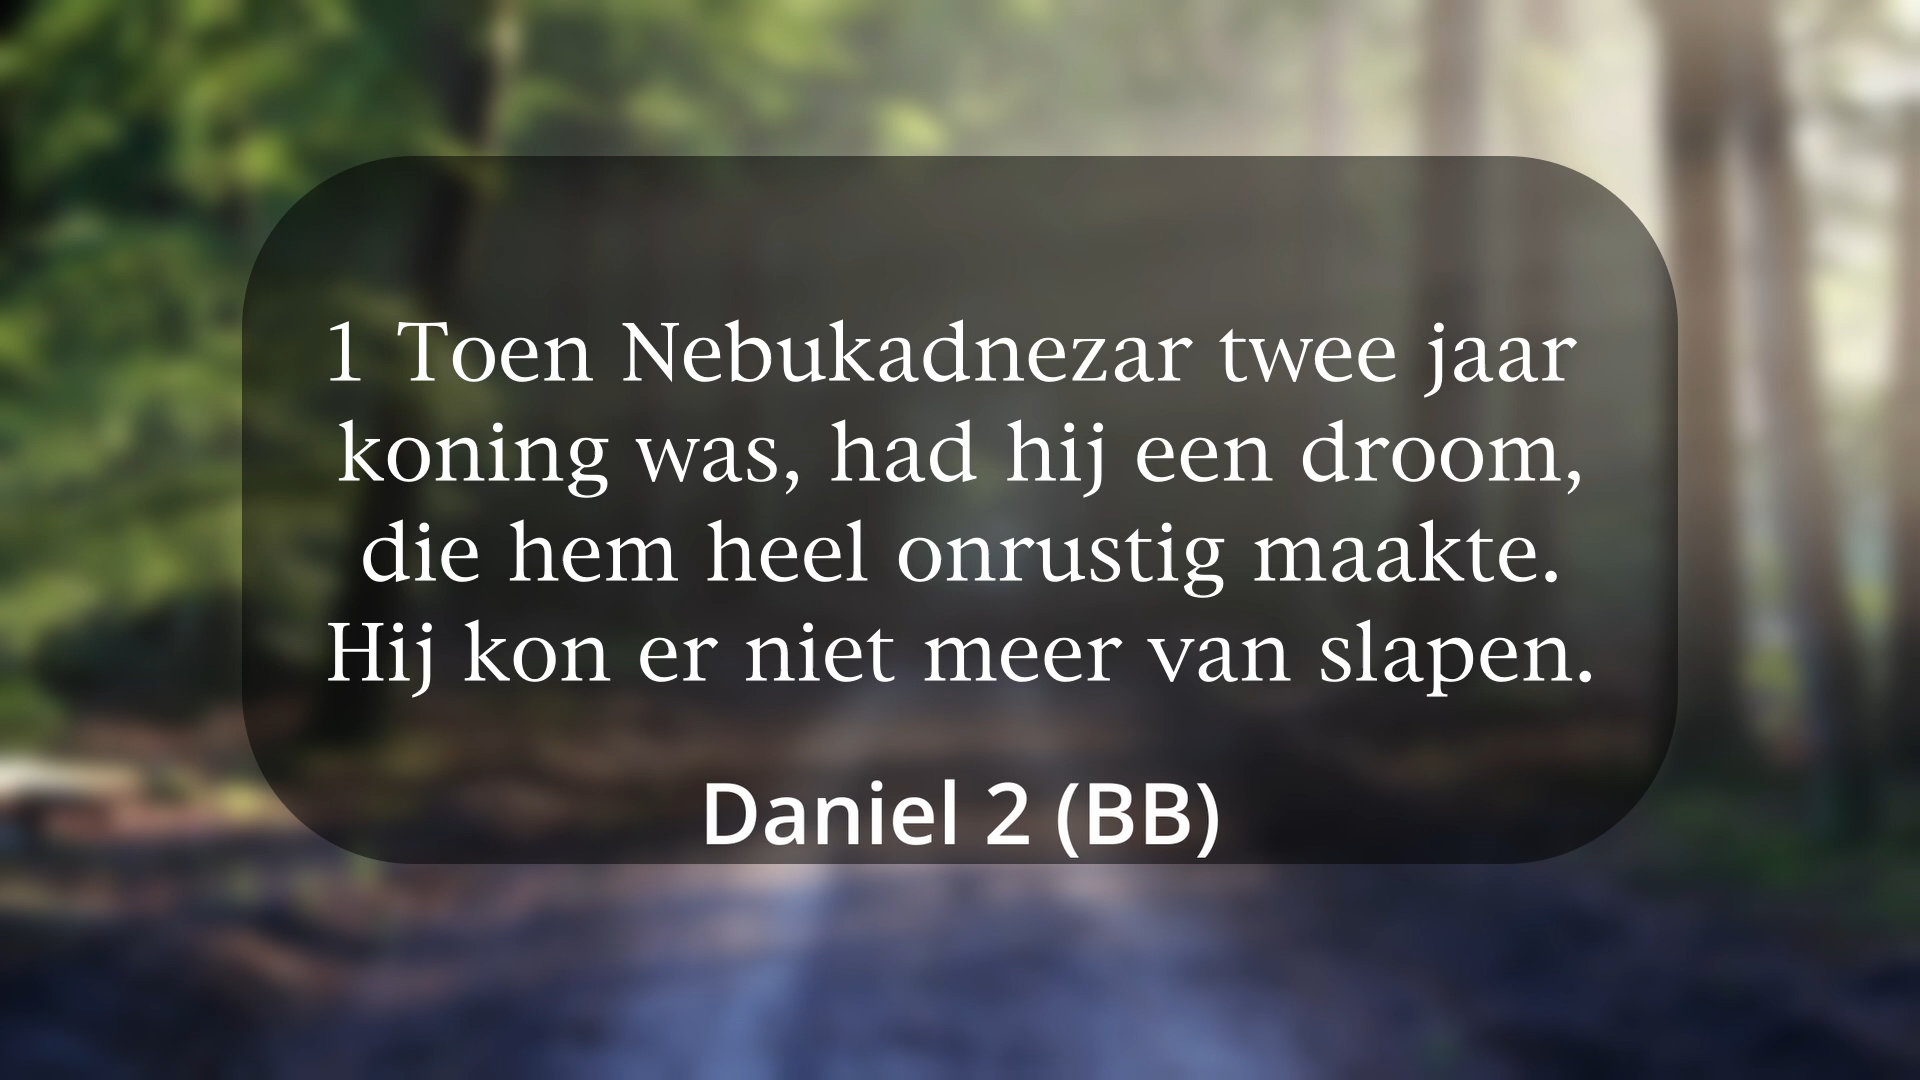 1 Toen Nebukadnezar twee jaar
koning was, had hij een droom,
die hem heel onrustig maakte.
Hij kon er niet meer van slapen.
Daniel 2 (BB)